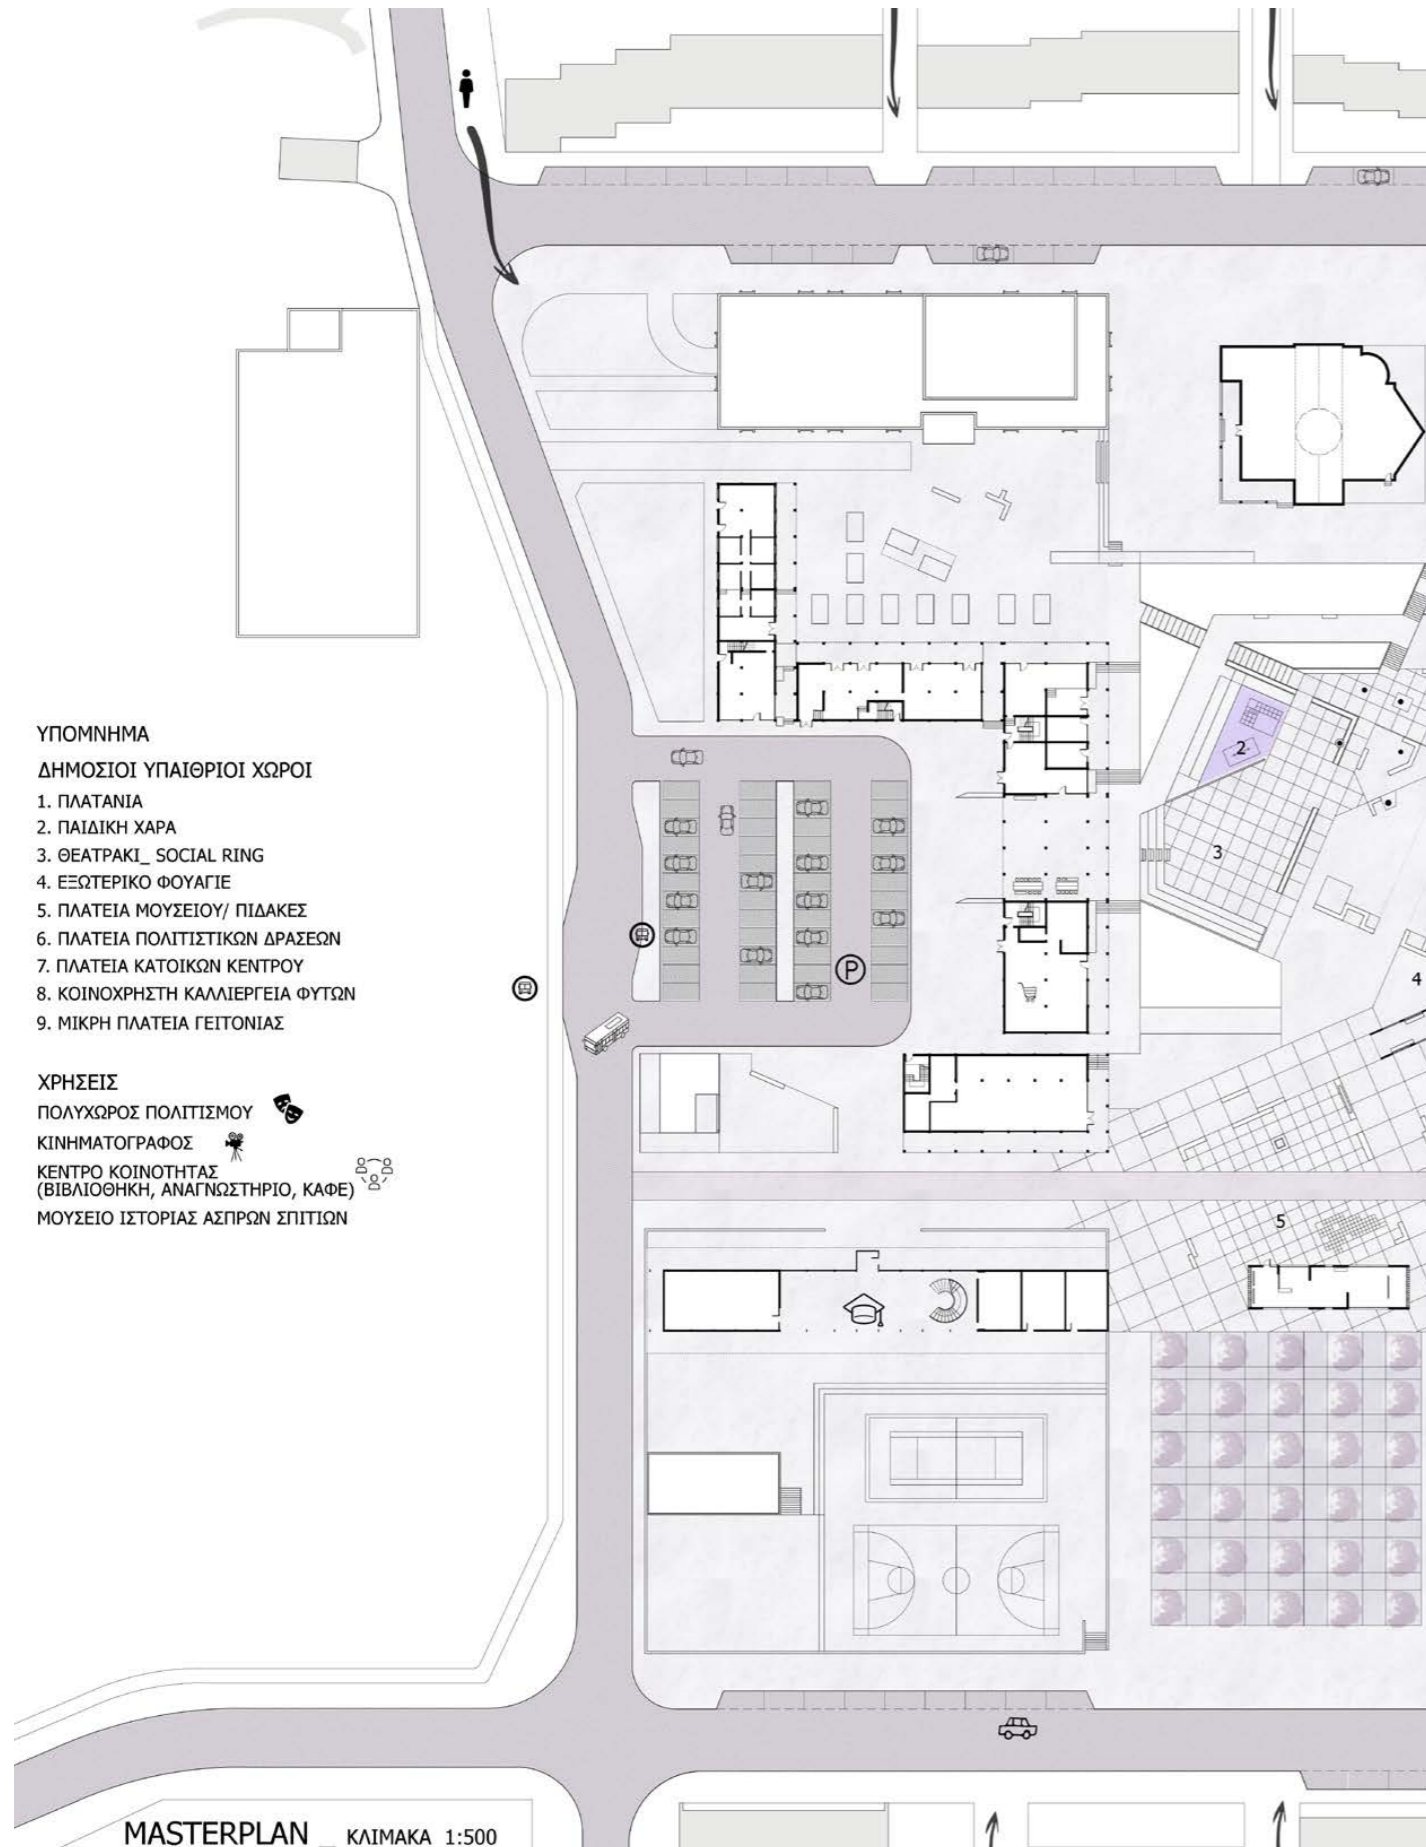 ΥΠΟΜΝΗΜΑ
ΔΗΜΟΣΙΟΙ ΥΠΑΙΘΡΙΟΙ ΧΩΡΟΙ
1. ΠΛΑΤΑΝΙΑ
2. ΠΑΙΔΙΚΗ ΧΑΡΑ
3. ΘΕΑΤΡΑΚΙ_ SOCIAL RING
4. ΕΞΩΤΕΡΙΚΟ ΦΟΥΑΓΙΕ
5. ΠΛΑΤΕΙΑ ΜΟΥΣΕΙΟΥ/ ΠΙΔΑΚΕΣ
6. ΠΛΑΤΕΙΑ ΠΟΛΙΤΙΣΤΙΚΩΝ ΔΡΑΣΕΩΝ
7. ΠΛΑΤΕΙΑ ΚΑΤΟΙΚΩΝ ΚΕΝΤΡΟΥ
8. ΚΟΙΝΟΧΡΗΣΤΗ ΚΑΛΛΙΕΡΓΕΙΑ ΦΥΤΩΝ
9. ΜΙΚΡΗ ΠΛΑΤΕΙΑ ΓΕΙΤΟΝΙΑΣ
ΧΡΗΣΕΙΣ
ΠΟΛΥΧΩΡΟΣ ΠΟΛΙΤΙΣΜΟΥ
ΚΙΝΗΜΑΤΟΓΡΑΦΟΣ
ΚΕΝΤΡΟ ΚΟΙΝΟΤΗΤΑΣ
(ΒΙΒΛΙΟΘΗΚΗ, ΑΝΑΓΝΩΣΤΗΡΙΟ, ΚΑΦΕ)
ΜΟΥΣΕΙΟ ΙΣΤΟΡΙΑΣ ΑΣΠΡΩΝ ΣΠΙΤΙΩΝ
2
3
P
4
5
MASTERPLAN _ ΚΛΙΜΑΚΑ 1:500